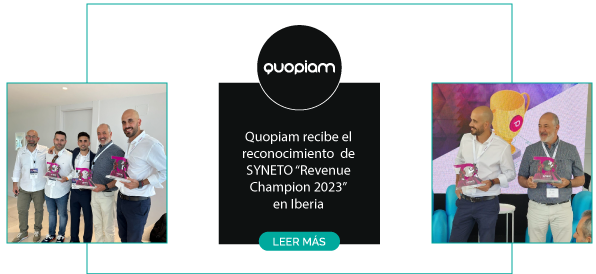 Quopiam
Quopiam recibe el
reconocimiento de
SYNETO “Revenue
Champion 2023”
en Iberia
LEER MÁS